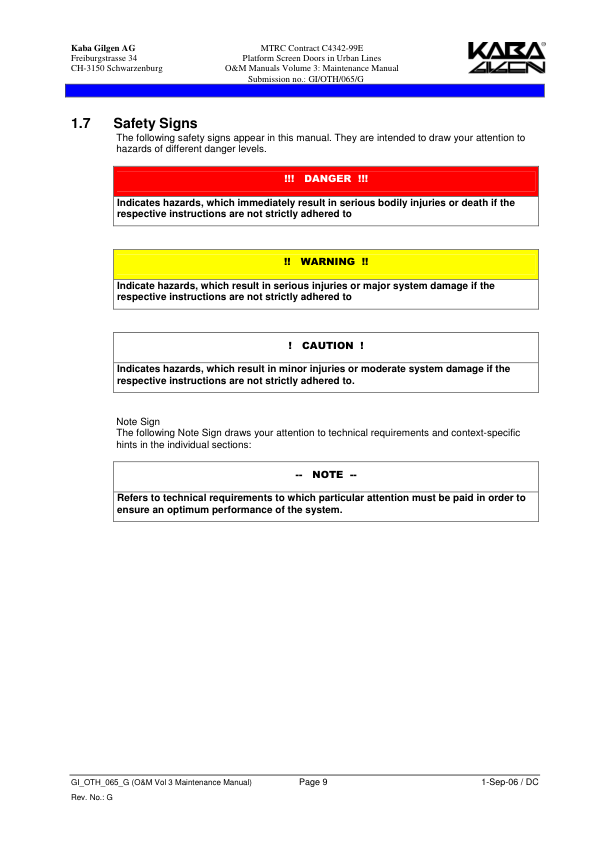 Kaba Gilgen AG
Freiburgstrasse 34
CH-3150 Schwarzenburg
MTRC Contract C4342-99E
Platform Screen Doors in Urban Lines
O&M Manuals Volume 3: Maintenance Manual
Submission no.: GI/OTH/065/G
KABA®
GILGEN
1.7 Safety Signs
The following safety signs appear in this manual. They are intended to draw your attention to
hazards of different danger levels.
!!! DANGER !!!
Indicates hazards, which immediately result in serious bodily injuries or death if the
respective instructions are not strictly adhered to
!! WARNING !!
Indicate hazards, which result in serious injuries or major system damage if the
respective instructions are not strictly adhered to
! CAUTION !
Indicates hazards, which result in minor injuries or moderate system damage if the
respective instructions are not strictly adhered to.
Note Sign
The following Note Sign draws your attention to technical requirements and context-specific
hints in the individual sections:
-- NOTE --
Refers to technical requirements to which particular attention must be paid in order to
ensure an optimum performance of the system.
GI_OTH_065_G (O&M Vol 3 Maintenance Manual) Page 9 1-Sep-06 / DC
Rev. No.: G